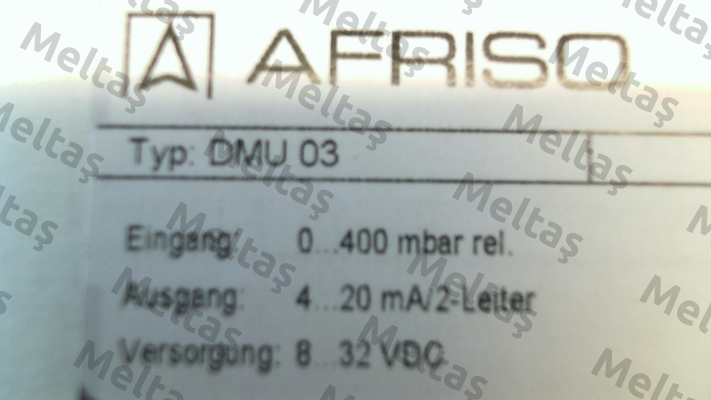 AFRISO
Typ: DMU 03
Eingang: 0...400 mbar rel.
Ausgang: 4...20 mA/2-Leiter
Versorgung: 8...32 VDC
Meltaş